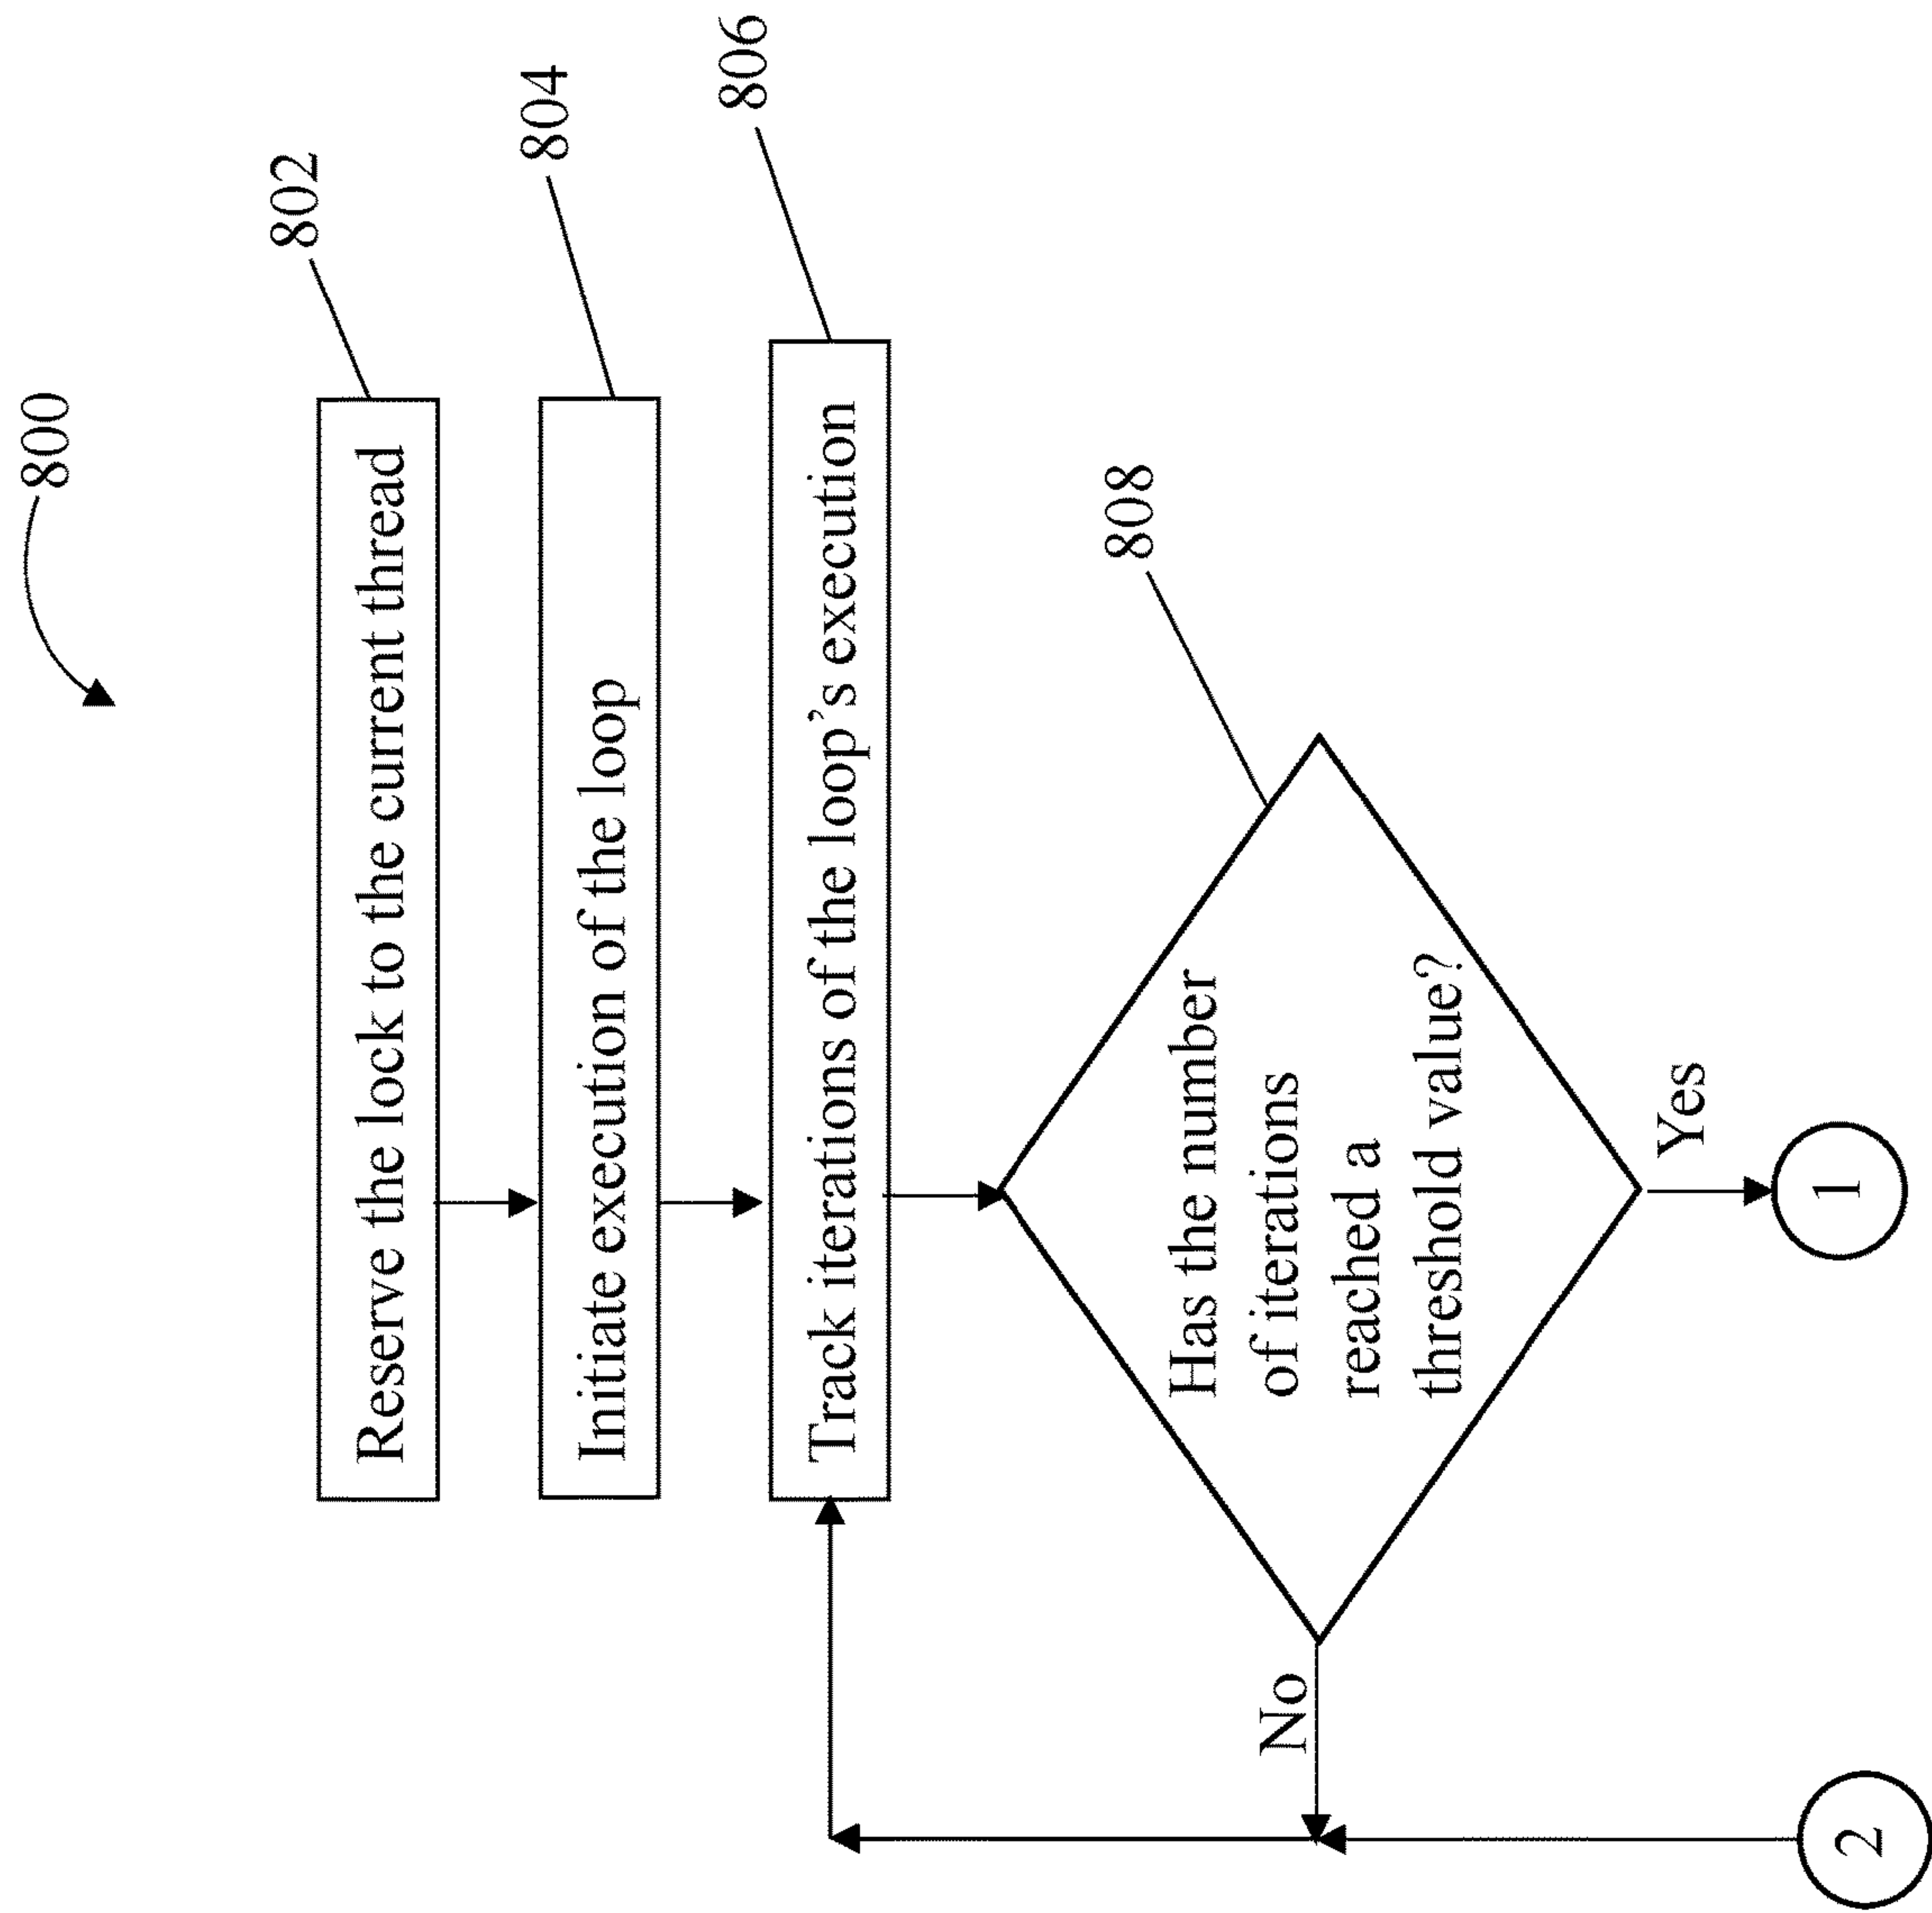 800
Reserve the lock to the current thread
802
Initiate execution of the loop
804
Track iterations of the loop's execution
806
Has the number
of iterations
reached a
threshold value?
808
No
Yes
2
1